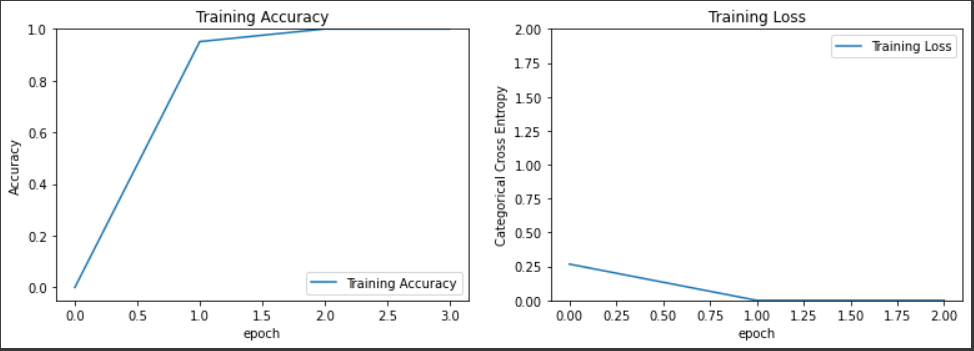 Training Accuracy
1.0
0.8
0.6
0.4
0.2
0.0
Accuracy
Training Accuracy
0.0 0.5 1.0 1.5 2.0 2.5 3.0
epoch
Training Loss
2.00
1.75
1.50
1.25
1.00
0.75
0.50
0.25
0.00
Categorical Cross Entropy
Training Loss
0.00 0.25 0.50 0.75 1.00 1.25 1.50 1.75 2.00
epoch